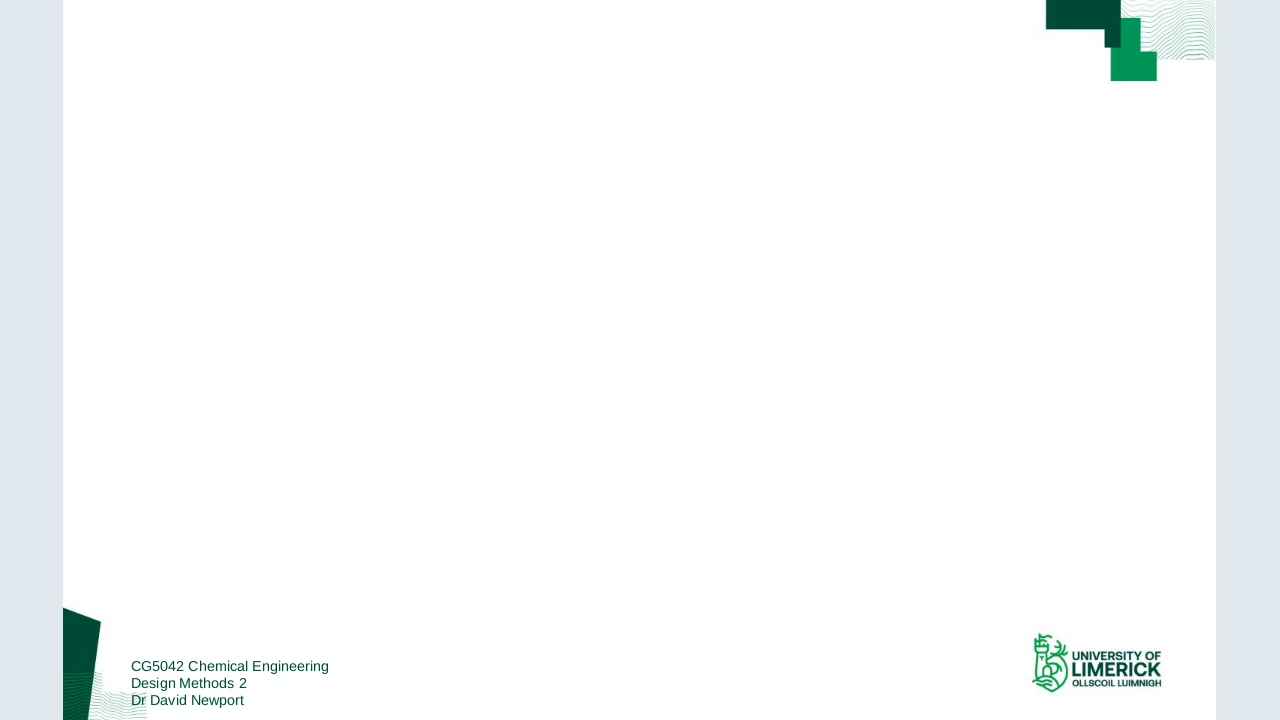 CG5042 Chemical Engineering
Design Methods 2
Dr David Newport
UNIVERSITY OF
LIMERICK
OLLSCOIL LUIMNIGH